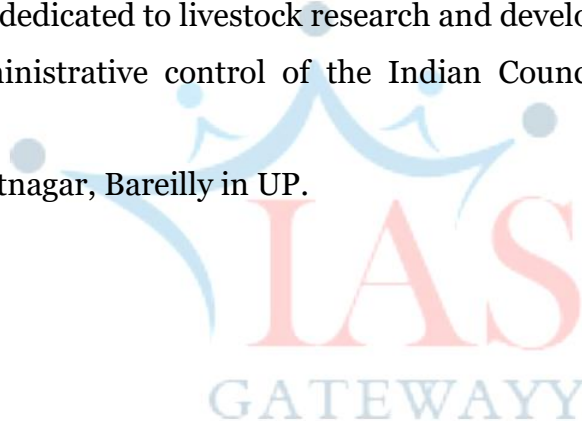 dedicated to livestock research and develo
ministrative control of the Indian Counc
tnagar, Bareilly in UP.
IAS
GATEWAYY